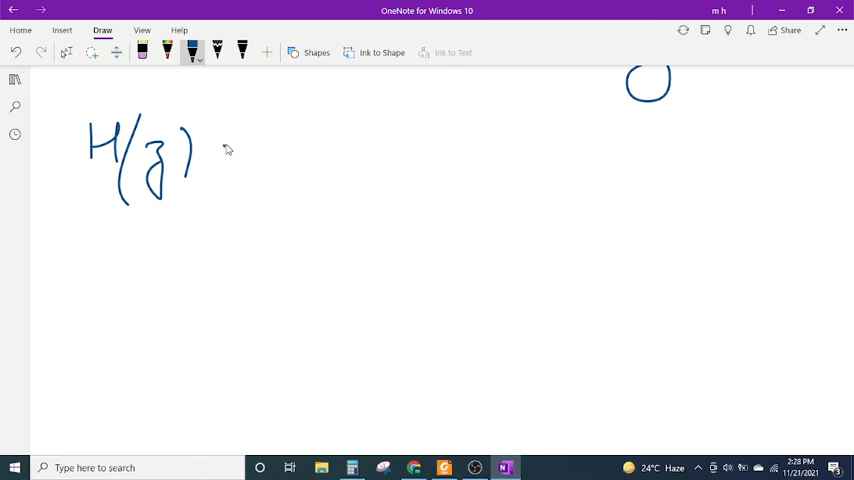 OneNote for Windows 10
m h
Home Insert Draw View Help
Share
Shapes Ink to Shape Ink to Text
H(z)
Type here to search
24°C Haze
2:28 PM
11/21/2021
3